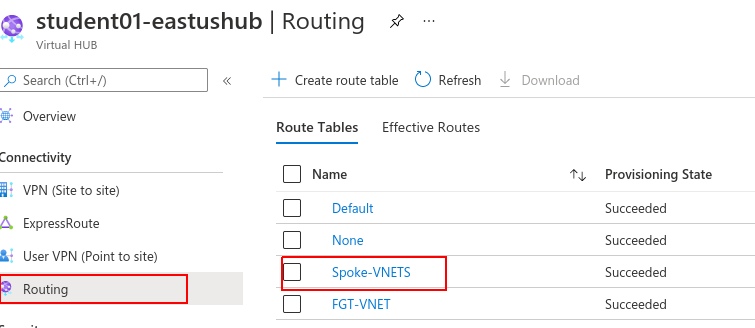 student01-eastushub | Routing
Virtual HUB
Search (Ctrl+/)
Overview
Connectivity
VPN (Site to site)
ExpressRoute
User VPN (Point to site)
Routing
Create route table Refresh Download
Route Tables Effective Routes
Name Provisioning State
Default Succeeded
None Succeeded
Spoke-VNETS Succeeded
FGT-VNET Succeeded